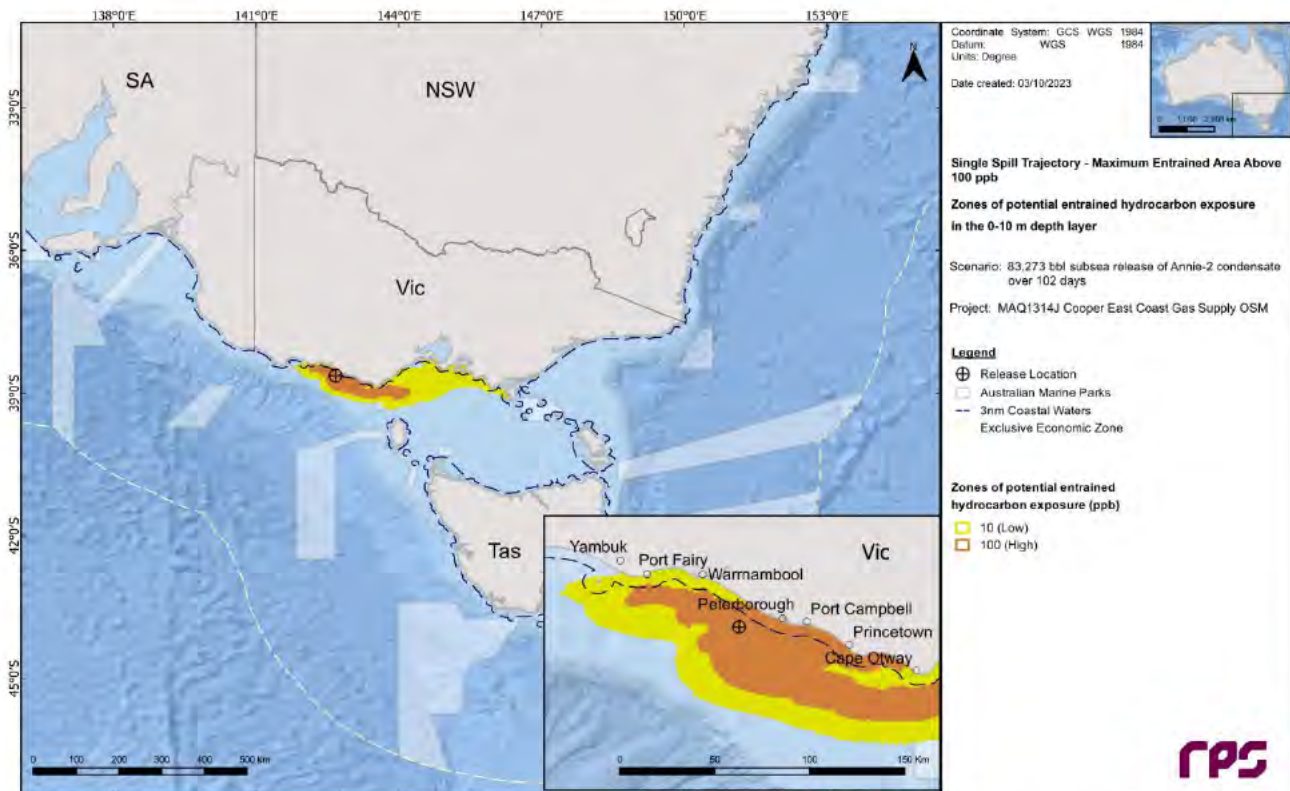 138°0'E 141°0'E 144°0'E 147°0'E 150°0'E 153°0'E
33°0'S
36°0'S
39°0'S
42°0'S
45°0'S
SA
NSW
Vic
Tas
N
0 100 200 300 400 500 km
Yambuk
Port Fairy
Warrnambool
Peterborough
Port Campbell
Princetown
Cape Otway
Vic
0 50 100 150 Km
Coordinate System: GCS WGS 1984
Datum: WGS 1984
Units: Degree
Date created: 03/10/2023
Single Spill Trajectory - Maximum Entrained Area Above
100 ppb
Zones of potential entrained hydrocarbon exposure
in the 0-10 m depth layer
Scenario: 83,273 bbl subsea release of Annie-2 condensate
over 102 days
Project: MAQ1314J Cooper East Coast Gas Supply OSM
Legend
Release Location
Australian Marine Parks
3nm Coastal Waters
Exclusive Economic Zone
Zones of potential entrained
hydrocarbon exposure (ppb)
10 (Low)
100 (High)
rps